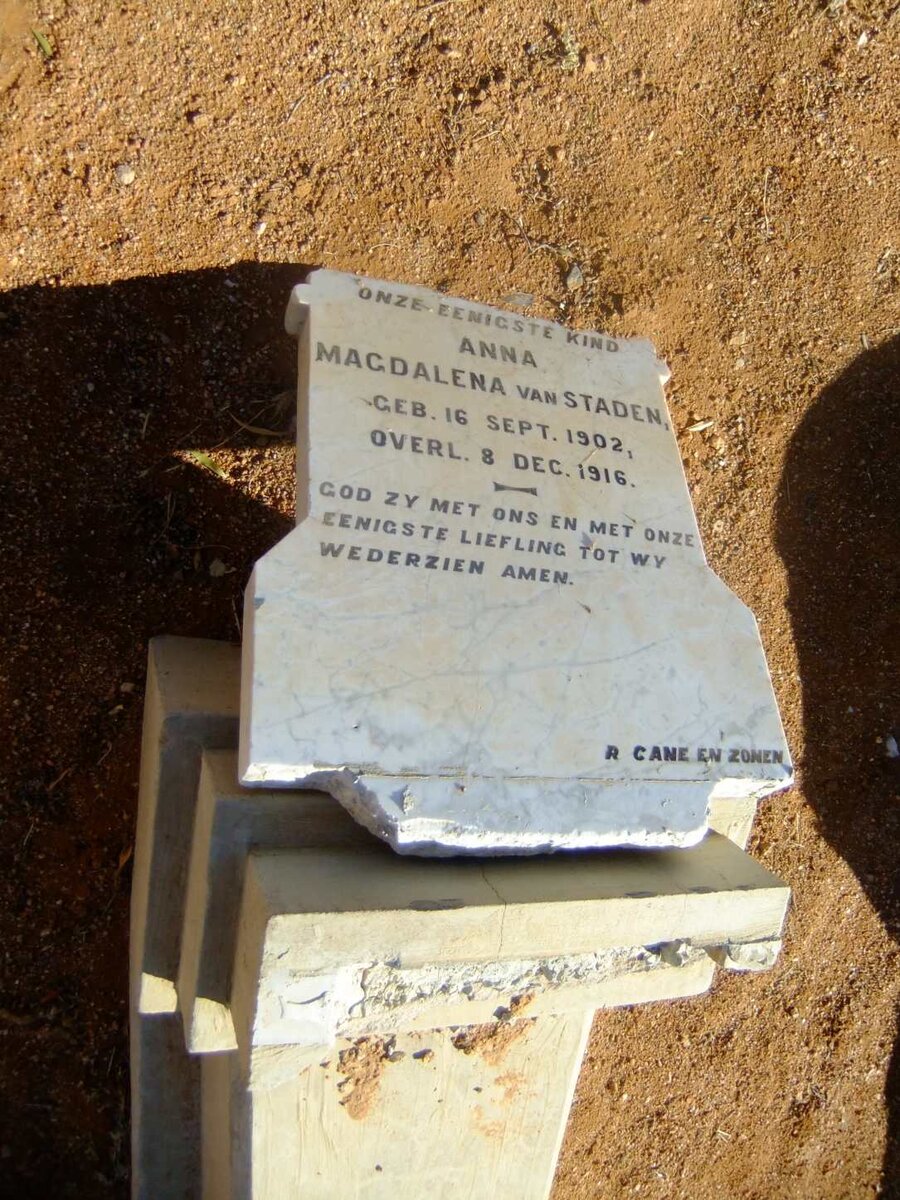 ONZE EENIGSTE KIND
ANNA
MAGDALENA VAN STADEN,
GEB. 16 SEPT. 1902,
OVERL. 8 DEC. 1916.
GOD ZY MET ONS EN MET ONZE
EENIGSTE LIEFLING TOT WY
WEDERZIEN AMEN.
R CANE EN ZONEN